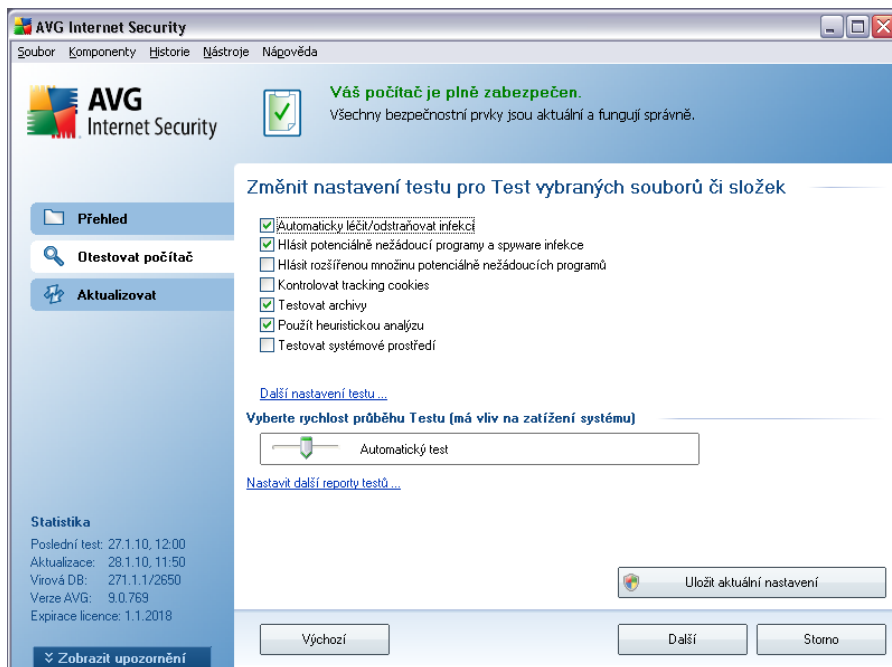 AVG Internet Security
Soubor Komponenty Historie Nástroje Nápověda
AVG
Internet Security
Váš počítač je plně zabezpečen.
Všechny bezpečnostní prvky jsou aktuální a fungují správně.
Přehled
Otestovat počítač
Aktualizovat
Změnit nastavení testu pro Test vybraných souborů či složek
Automaticky léčit/odstraňovat infekci
Hlásit potenciálně nežádoucí programy a spyware infekce
Hlásit rozšířenou množinu potenciálně nežádoucích programů
Kontrolovat tracking cookies
Testovat archivy
Použít heuristickou analýzu
Testovat systémové prostředí
Další nastavení testu ...
Vyberte rychlost průběhu Testu (má vliv na zatížení systému)
Automatický test
Nastavit další reporty testů ...
Statistika
Poslední test: 27.1.10, 12:00
Aktualizace: 28.1.10, 11:50
Virová DB: 271.1.1/2650
Verze AVG: 9.0.769
Expirace licence: 1.1.2018
Zobrazit upozornění
Uložit aktuální nastavení
Výchozí
Další
Storno